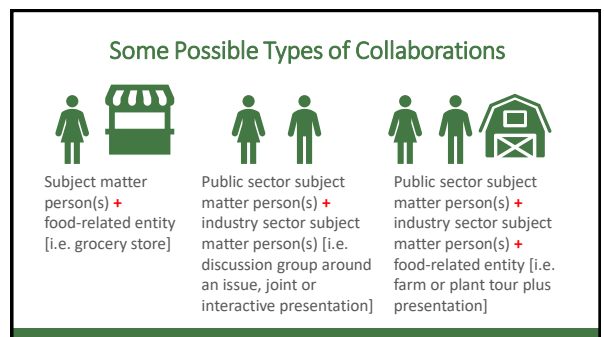 Some Possible Types of Collaborations
Subject matter
person(s) +
food-related entity
[i.e. grocery store]
Public sector subject
matter person(s) +
industry sector subject
matter person(s) [i.e.
discussion group around
an issue, joint or
interactive presentation]
Public sector subject
matter person(s) +
industry sector subject
matter person(s) +
food-related entity [i.e.
farm or plant tour plus
presentation]